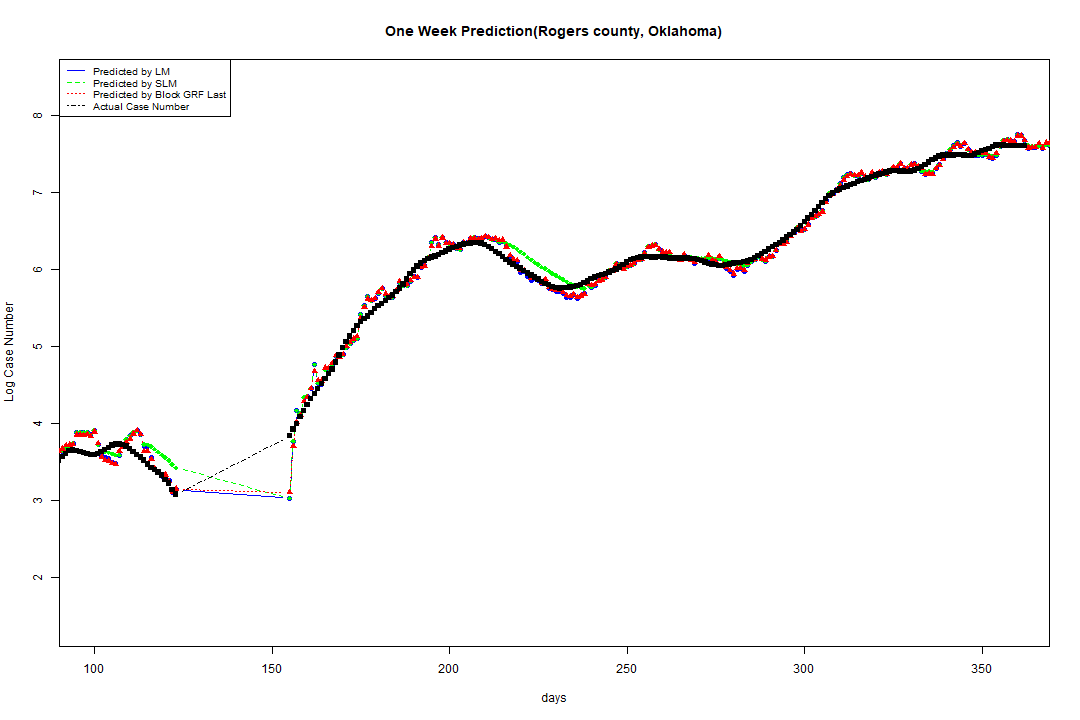 One Week Prediction(Rogers county, Oklahoma)
Predicted by LM
Predicted by SLM
Predicted by Block GRF Last
Actual Case Number
8
7
6
5
4
3
2
Log Case Number
100 150 200 250 300 350
days